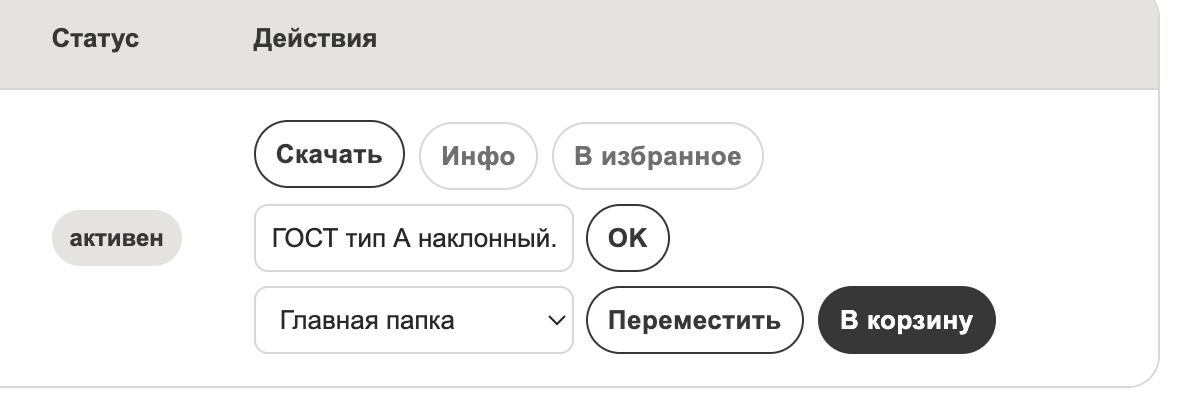 Статус Действия
Скачать Инфо В избранное
активен ГОСТ тип А наклонный. OK
Главная папка Переместить В корзину